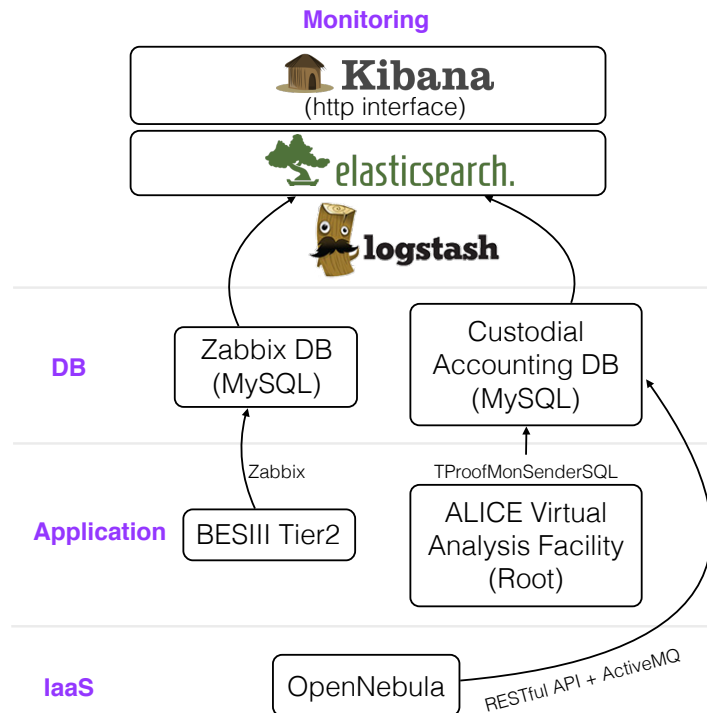 Monitoring
Kibana
(http interface)
elasticsearch.
logstash
DB
Zabbix DB
(MySQL)
Custodial
Accounting DB
(MySQL)
Zabbix
TProofMonSenderSQL
Application
BESIII Tier2
ALICE Virtual
Analysis Facility
(Root)
IaaS
OpenNebula
RESTful API + ActiveMQ